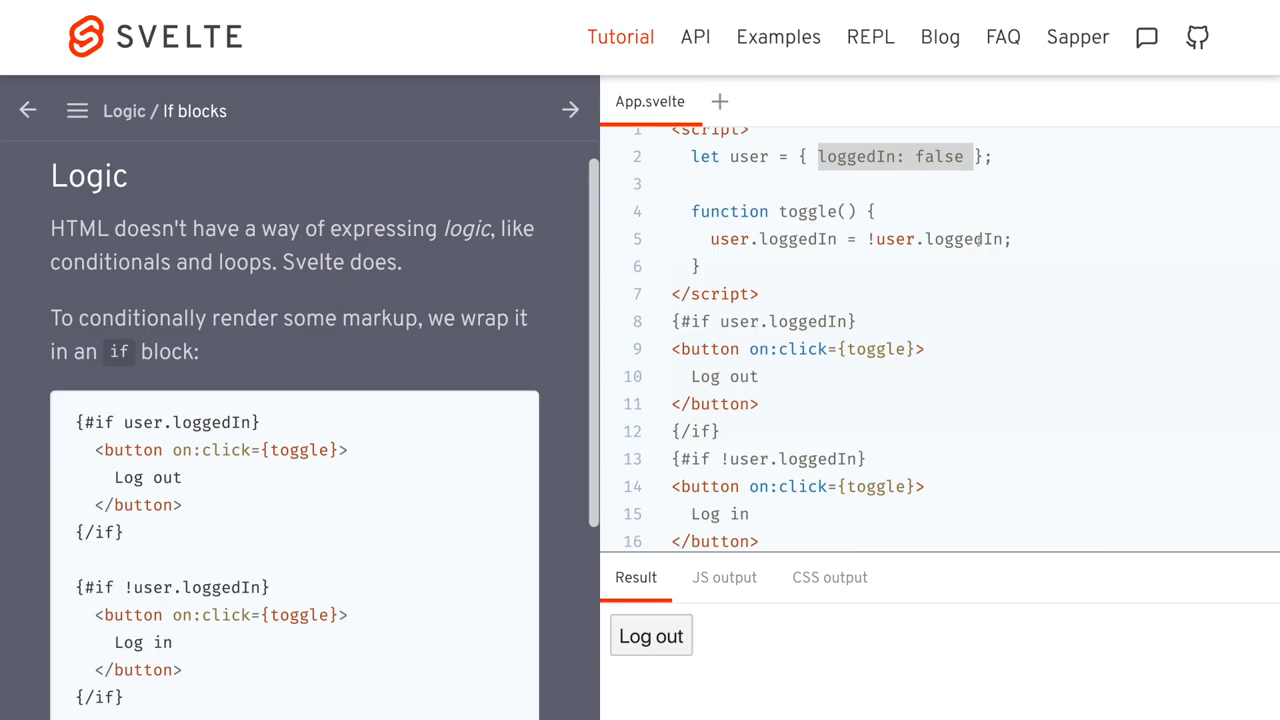 SVELTE
Tutorial API Examples REPL Blog FAQ Sapper
Logic / If blocks
Logic
HTML doesn't have a way of expressing logic, like
conditionals and loops. Svelte does.
To conditionally render some markup, we wrap it
in an if block:
{#if user.loggedIn}
<button on:click={toggle}>
Log out
</button>
{/if}
{#if !user.loggedIn}
<button on:click={toggle}>
Log in
</button>
{/if}
App.svelte
1 <script>
2 let user = { loggedIn: false };
3
4 function toggle() {
5 user.loggedIn = !user.loggedIn;
6 }
7 </script>
8 {#if user.loggedIn}
9 <button on:click={toggle}>
10 Log out
11 </button>
12 {/if}
13 {#if !user.loggedIn}
14 <button on:click={toggle}>
15 Log in
16 </button>
Result JS output CSS output
Log out